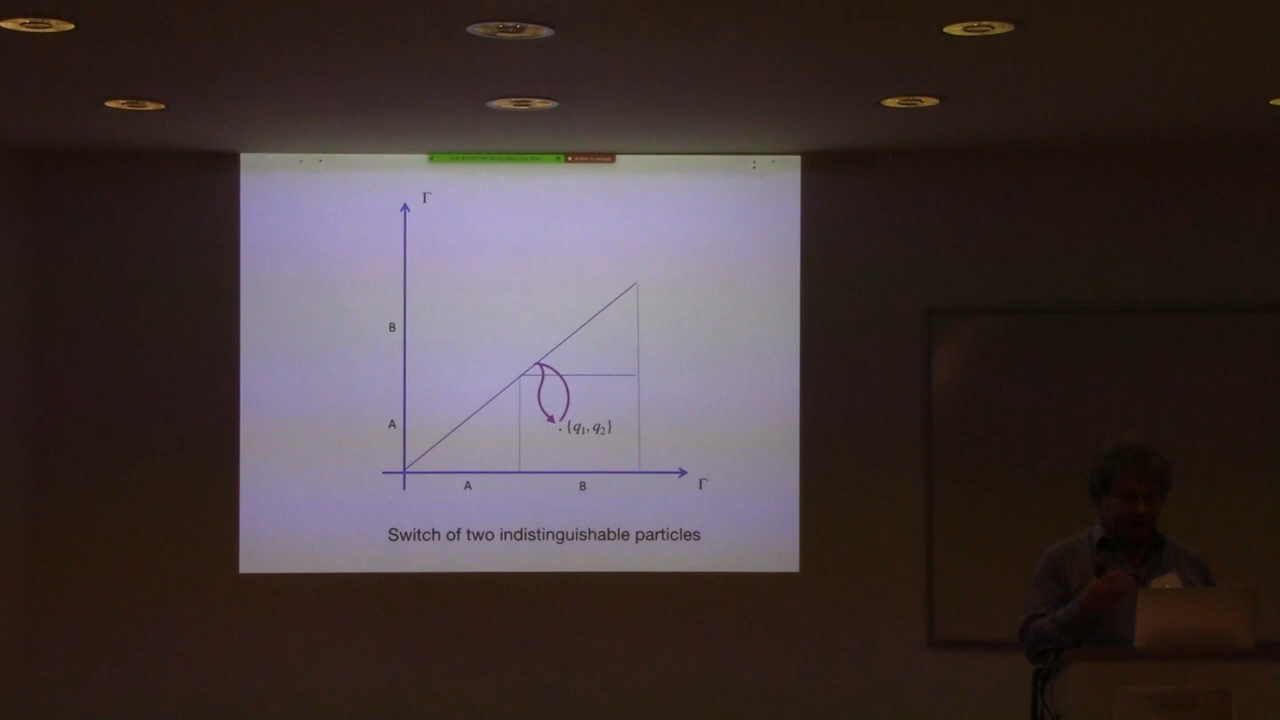 Γ
B
A
.{q₁,q₂}
A B Γ
Switch of two indistinguishable particles